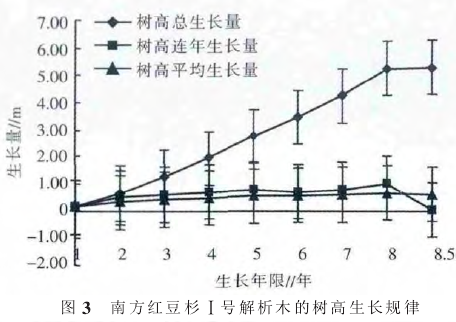 7.00
6.00
5.00
4.00
3.00
2.00
1.00
0
-1.00
-2.00
生长量//m
树高总生长量
树高连年生长量
树高平均生长量
1 2 3 4 5 6 7 8 8.5
生长年限//年
图 3 南方红豆杉Ⅰ号解析木的树高生长规律